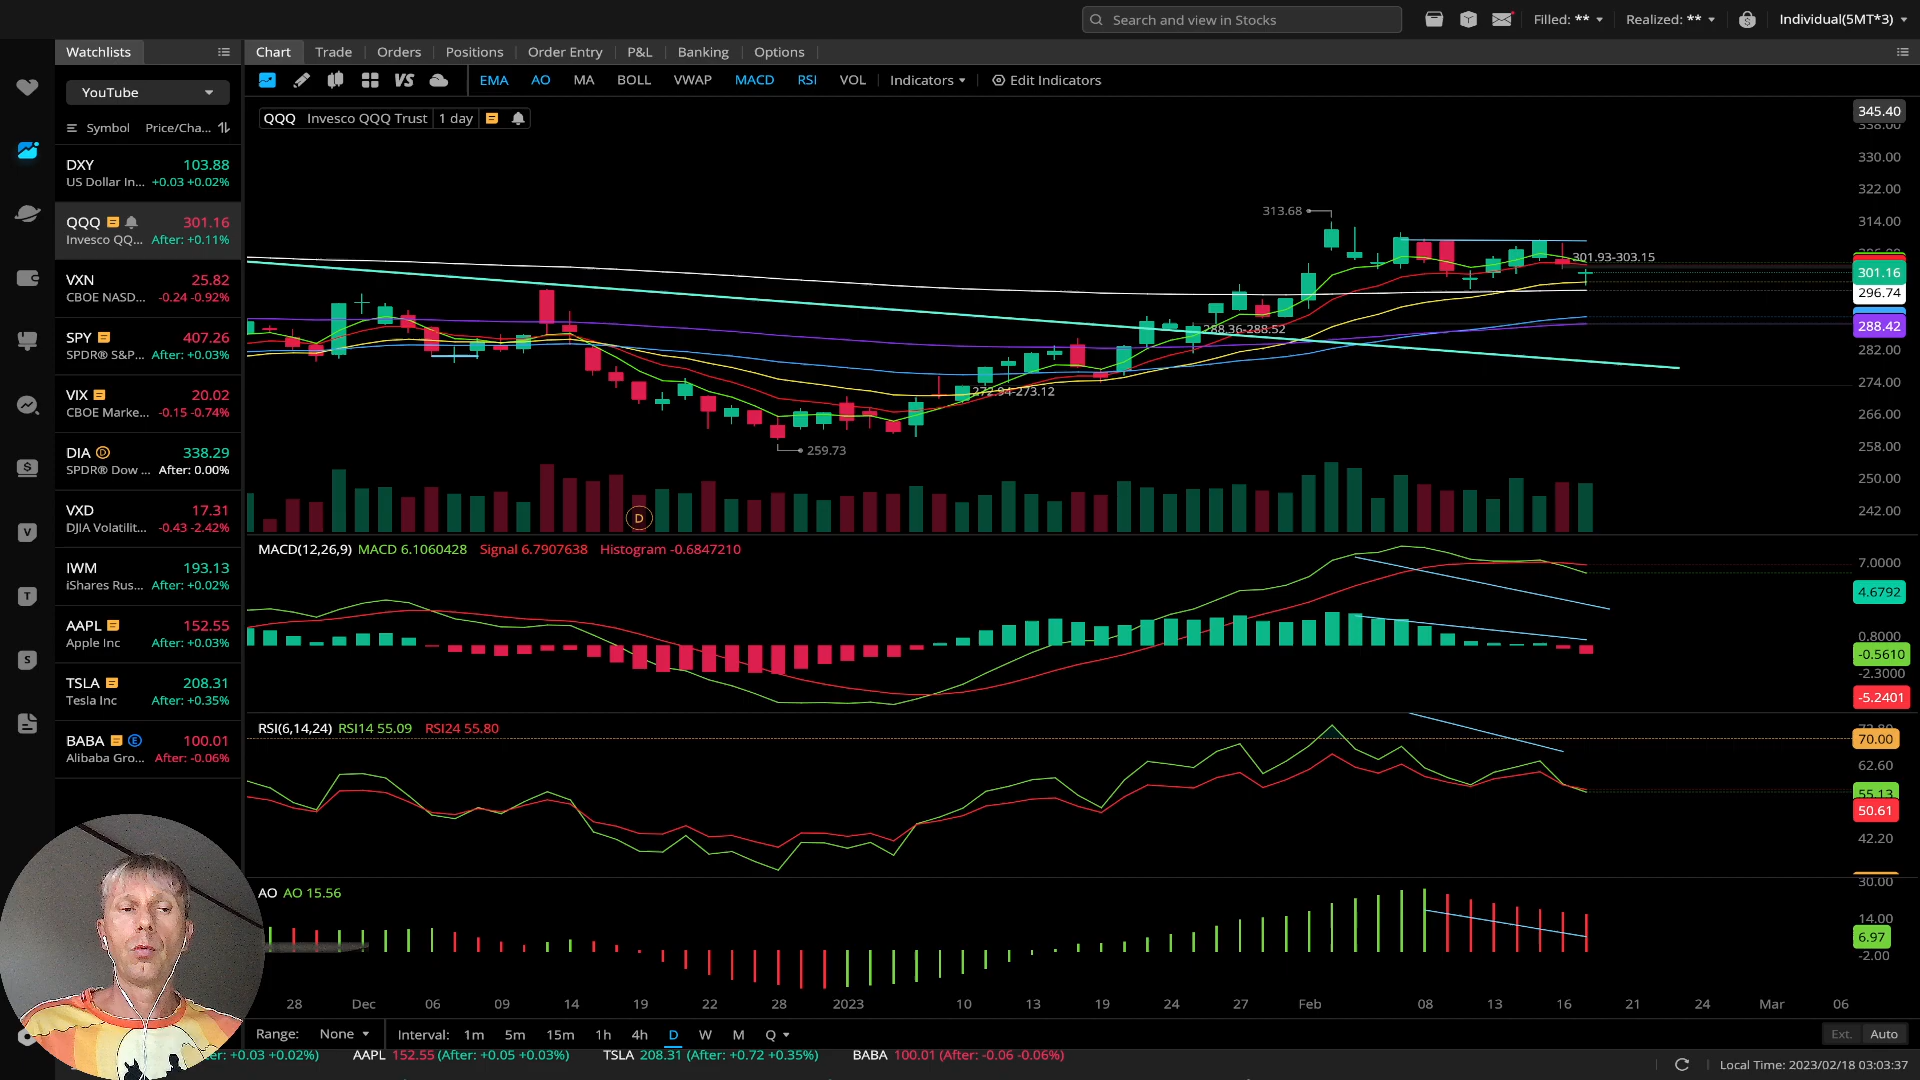 Search and view in Stocks
Filled: **
Realized: **
Individual(5MT*3)
Watchlists
Chart Trade Orders Positions Order Entry P&L Banking Options
YouTube
VS EMA AO MA BOLL VWAP MACD RSI VOL Indicators Edit Indicators
Symbol Price/Cha...
QQQ Invesco QQQ Trust 1 day
DXY 103.88
US Dollar In... +0.03 +0.02%
QQQ 301.16
Invesco QQ... After: +0.11%
VXN 25.82
CBOE NASD... -0.24 -0.92%
SPY 407.26
SPDR® S&P... After: +0.03%
VIX 20.02
CBOE Marke... -0.15 -0.74%
DIA D 338.29
SPDR® Dow ... After: 0.00%
VXD 17.31
DJIA Volatilit... -0.43 -2.42%
IWM 193.13
iShares Rus... After: +0.02%
AAPL 152.55
Apple Inc After: +0.03%
TSLA 208.31
Tesla Inc After: +0.35%
BABA E 100.01
Alibaba Gro... After: -0.06%
345.40
338.00
330.00
322.00
314.00
301.16
296.74
288.42
282.00
274.00
266.00
258.00
250.00
242.00
313.68
301.93-303.15
288.36-288.52
272.94-273.12
259.73
D
MACD(12,26,9) MACD 6.1060428 Signal 6.7907638 Histogram -0.6847210
7.0000
4.6792
0.8000
-0.5610
-2.3000
-5.2401
RSI(6,14,24) RSI14 55.09 RSI24 55.80
70.00
62.60
55.13
50.61
42.20
AO AO 15.56
30.00
14.00
6.97
-2.00
28 Dec 06 09 14 19 22 28 2023 10 13 19 24 27 Feb 08 13 16 21 24 Mar 06
Range: None Interval: 1m 5m 15m 1h 4h D W M Q Ext. Auto
+0.03 +0.02%) AAPL 152.55 (After: +0.05 +0.03%) TSLA 208.31 (After: +0.72 +0.35%) BABA 100.01 (After: -0.06 -0.06%)
Local Time: 2023/02/18 03:03:37